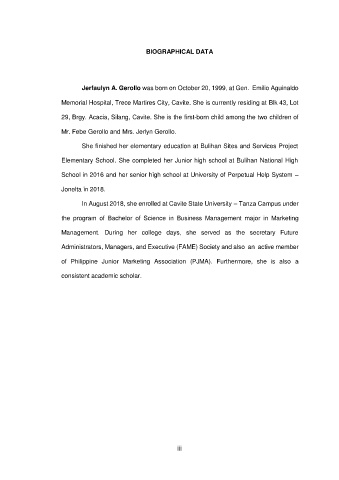 BIOGRAPHICAL DATA
Jerfaulyn A. Gerollo was born on October 20, 1999, at Gen. Emilio Aguinaldo
Memorial Hospital, Trece Martires City, Cavite. She is currently residing at Blk 43, Lot
29, Brgy. Acacia, Silang, Cavite. She is the first-born child among the two children of
Mr. Febe Gerollo and Mrs. Jerlyn Gerollo.
She finished her elementary education at Bulihan Sites and Services Project
Elementary School. She completed her Junior high school at Bulihan National High
School in 2016 and her senior high school at University of Perpetual Help System –
Jonelta in 2018.
In August 2018, she enrolled at Cavite State University – Tanza Campus under
the program of Bachelor of Science in Business Management major in Marketing
Management. During her college days, she served as the secretary Future
Administrators, Managers, and Executive (FAME) Society and also an active member
of Philippine Junior Marketing Association (PJMA). Furthermore, she is also a
consistent academic scholar.
iii